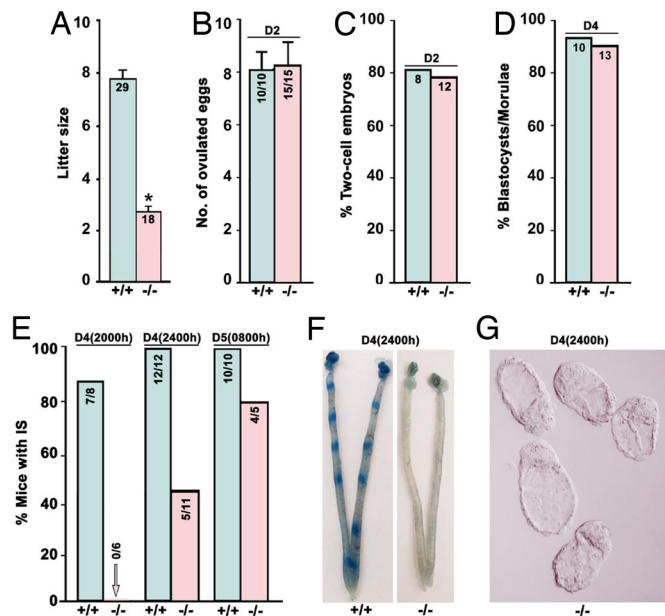 A
B
C
D
Litter size
10
8
6
4
2
0
29
*
18
+/+
-/-
No. of ovulated eggs
D2
10
8
6
4
2
0
10/10
15/15
+/+
-/-
% Two-cell embryos
D2
100
80
60
40
20
0
8
12
+/+
-/-
% Blastocysts/Morulae
D4
100
80
60
40
20
0
10
13
+/+
-/-
E
D4(2000h) D4(2400h) D5(0800h)
% Mice with IS
100
80
60
40
20
0
7/8
0/6
12/12
5/11
10/10
4/5
+/+ -/- +/+ -/- +/+ -/-
F
D4(2400h)
+/+ -/-
G
D4(2400h)
-/-